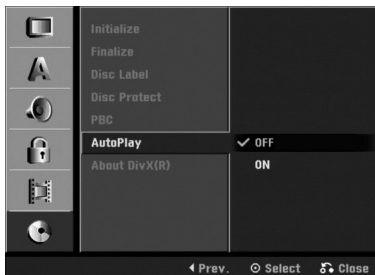 Initialize
Finalize
Disc Label
Disc Protect
PBC
AutoPlay
OFF
About DivX(R)
ON
Prev. Select Close